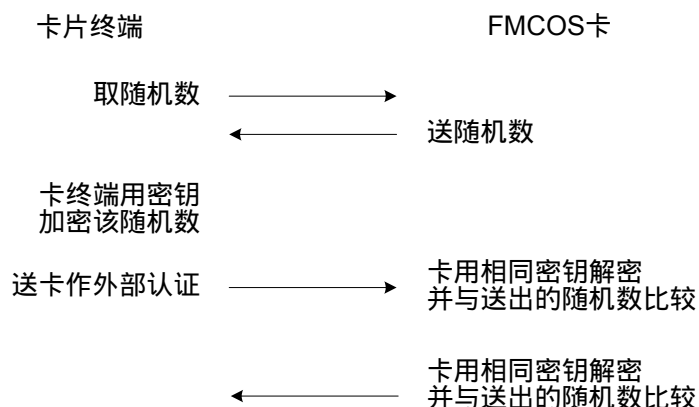 卡片终端
FMCOS卡
取随机数
送随机数
卡终端用密钥
加密该随机数
送卡作外部认证
卡用相同密钥解密
并与送出的随机数比较
卡用相同密钥解密
并与送出的随机数比较